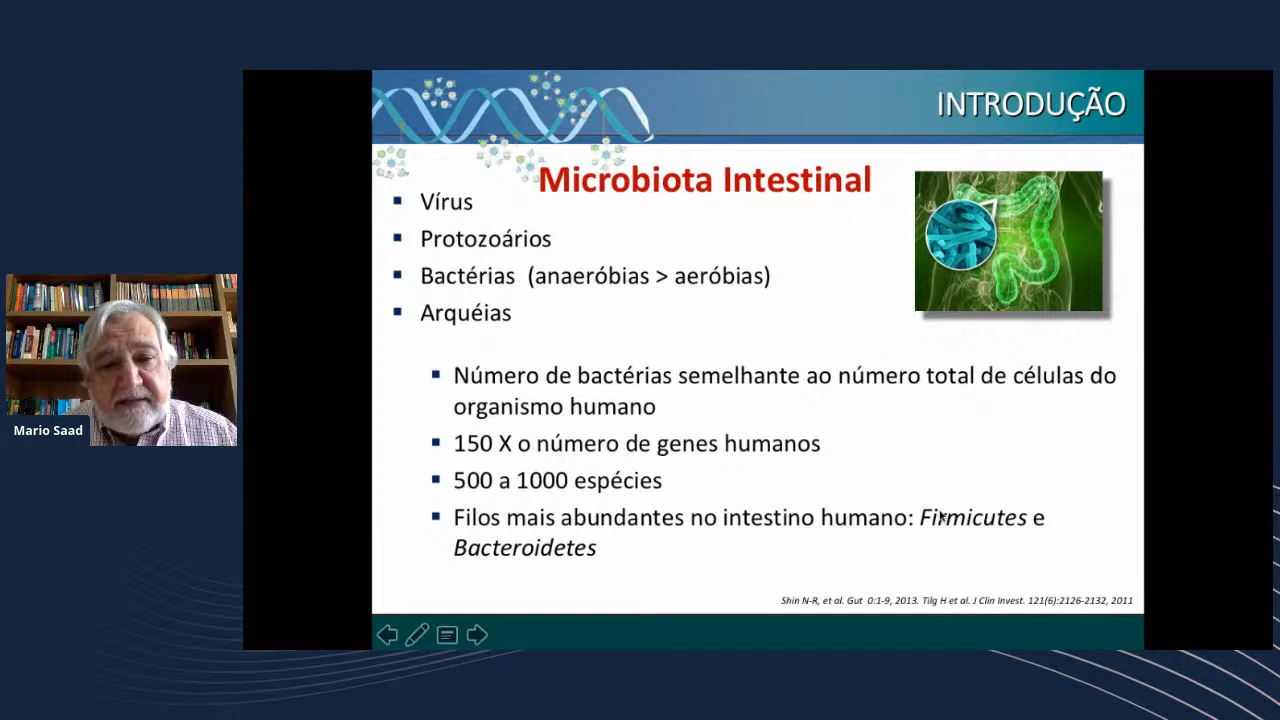 INTRODUÇÃO
Microbiota Intestinal
▪ Vírus
▪ Protozoários
▪ Bactérias (anaeróbias > aeróbias)
▪ Arquéias
▪ Número de bactérias semelhante ao número total de células do
organismo humano
▪ 150 X o número de genes humanos
▪ 500 a 1000 espécies
▪ Filos mais abundantes no intestino humano: Firmicutes e
Bacteroidetes
Shin N-R, et al. Gut 0:1-9, 2013. Tilg H et al. J Clin Invest. 121(6):2126-2132, 2011
Mario Saad